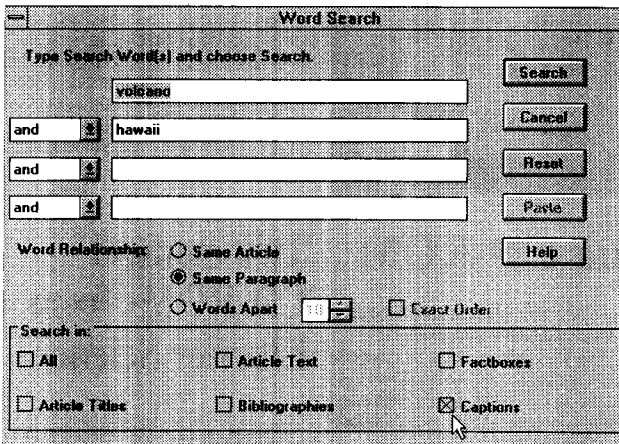 Word Search
Type Search Word(s) and choose Search.
volcano
and hawaii
and
and
Search
Cancel
Reset
Paste
Help
Word Relationship: Same Article
Same Paragraph
Words Apart 10 Exact Order
Search in:
All Article Text Factboxes
Article Titles Bibliographies Captions